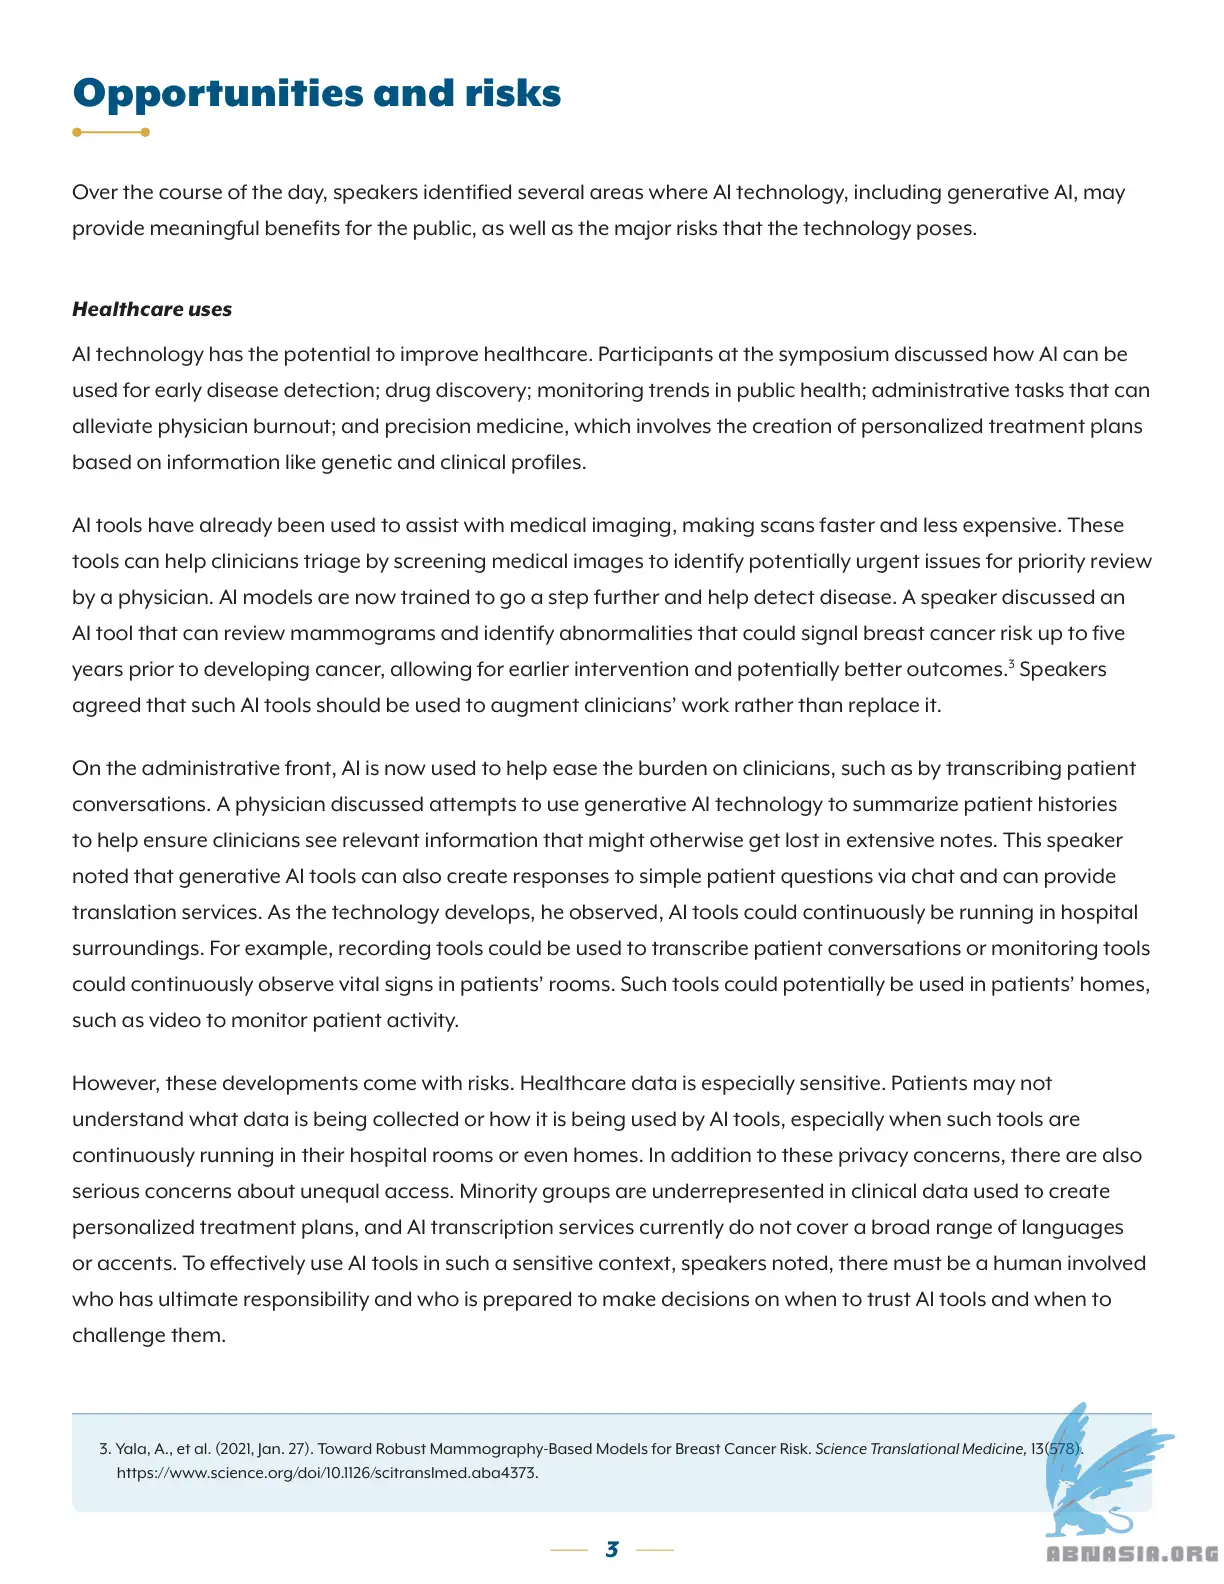 Opportunities and risks
Over the course of the day, speakers identified several areas where AI technology, including generative AI, may
provide meaningful benefits for the public, as well as the major risks that the technology poses.
Healthcare uses
AI technology has the potential to improve healthcare. Participants at the symposium discussed how AI can be
used for early disease detection; drug discovery; monitoring trends in public health; administrative tasks that can
alleviate physician burnout; and precision medicine, which involves the creation of personalized treatment plans
based on information like genetic and clinical profiles.
AI tools have already been used to assist with medical imaging, making scans faster and less expensive. These
tools can help clinicians triage by screening medical images to identify potentially urgent issues for priority review
by a physician. AI models are now trained to go a step further and help detect disease. A speaker discussed an
AI tool that can review mammograms and identify abnormalities that could signal breast cancer risk up to five
years prior to developing cancer, allowing for earlier intervention and potentially better outcomes.³ Speakers
agreed that such AI tools should be used to augment clinicians’ work rather than replace it.
On the administrative front, AI is now used to help ease the burden on clinicians, such as by transcribing patient
conversations. A physician discussed attempts to use generative AI technology to summarize patient histories
to help ensure clinicians see relevant information that might otherwise get lost in extensive notes. This speaker
noted that generative AI tools can also create responses to simple patient questions via chat and can provide
translation services. As the technology develops, he observed, AI tools could continuously be running in hospital
surroundings. For example, recording tools could be used to transcribe patient conversations or monitoring tools
could continuously observe vital signs in patients’ rooms. Such tools could potentially be used in patients’ homes,
such as video to monitor patient activity.
However, these developments come with risks. Healthcare data is especially sensitive. Patients may not
understand what data is being collected or how it is being used by AI tools, especially when such tools are
continuously running in their hospital rooms or even homes. In addition to these privacy concerns, there are also
serious concerns about unequal access. Minority groups are underrepresented in clinical data used to create
personalized treatment plans, and AI transcription services currently do not cover a broad range of languages
or accents. To effectively use AI tools in such a sensitive context, speakers noted, there must be a human involved
who has ultimate responsibility and who is prepared to make decisions on when to trust AI tools and when to
challenge them.
3. Yala, A., et al. (2021, Jan. 27). Toward Robust Mammography-Based Models for Breast Cancer Risk. Science Translational Medicine, 13(578).
https://www.science.org/doi/10.1126/scitranslmed.aba4373.
3
ABNASIA.ORG